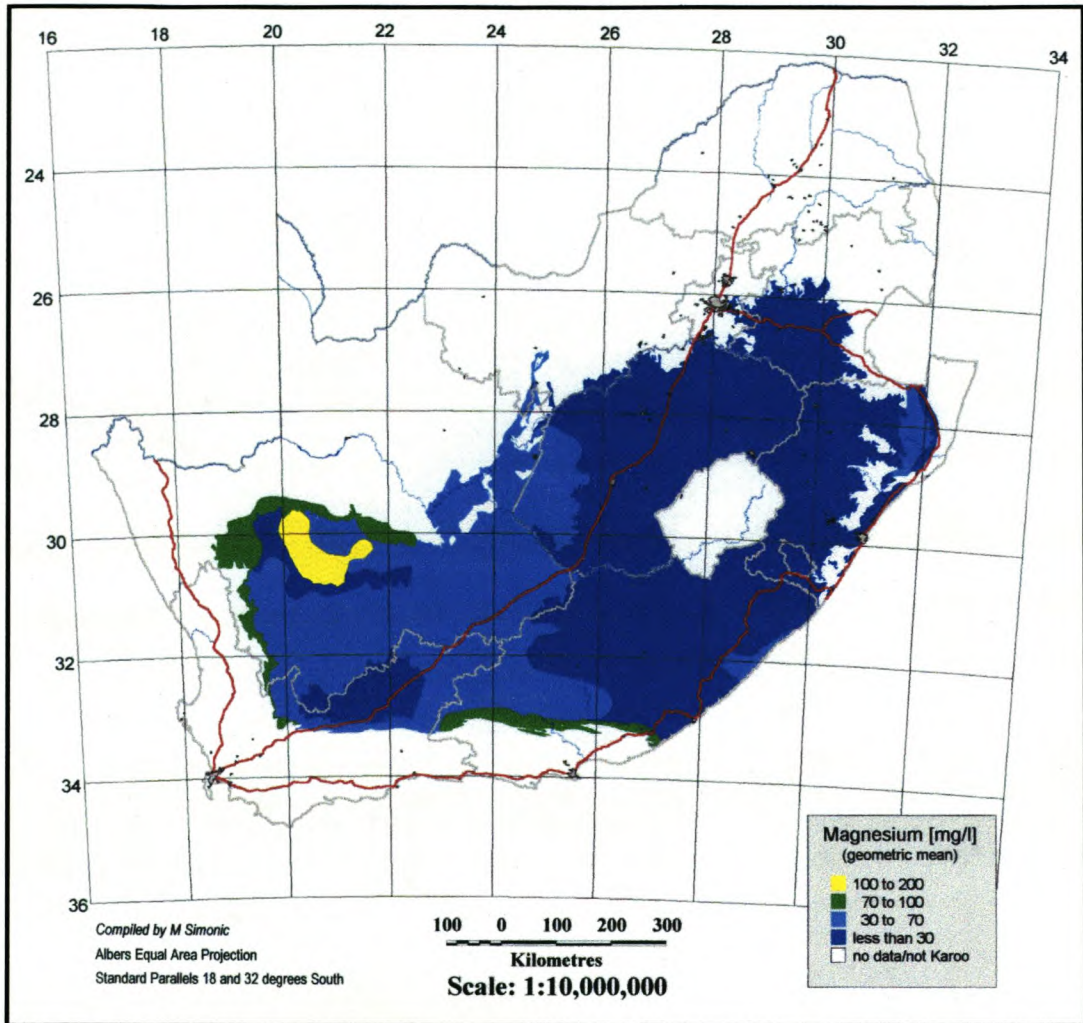 16 18 20 22 24 26 28 30 32 34
24
26
28
30
32
34
36
Magnesium [mg/l]
(geometric mean)
100 to 200
70 to 100
30 to 70
less than 30
no data/not Karoo
Compiled by M Simonic
Albers Equal Area Projection
Standard Parallels 18 and 32 degrees South
100 0 100 200 300
Kilometres
Scale: 1:10,000,000